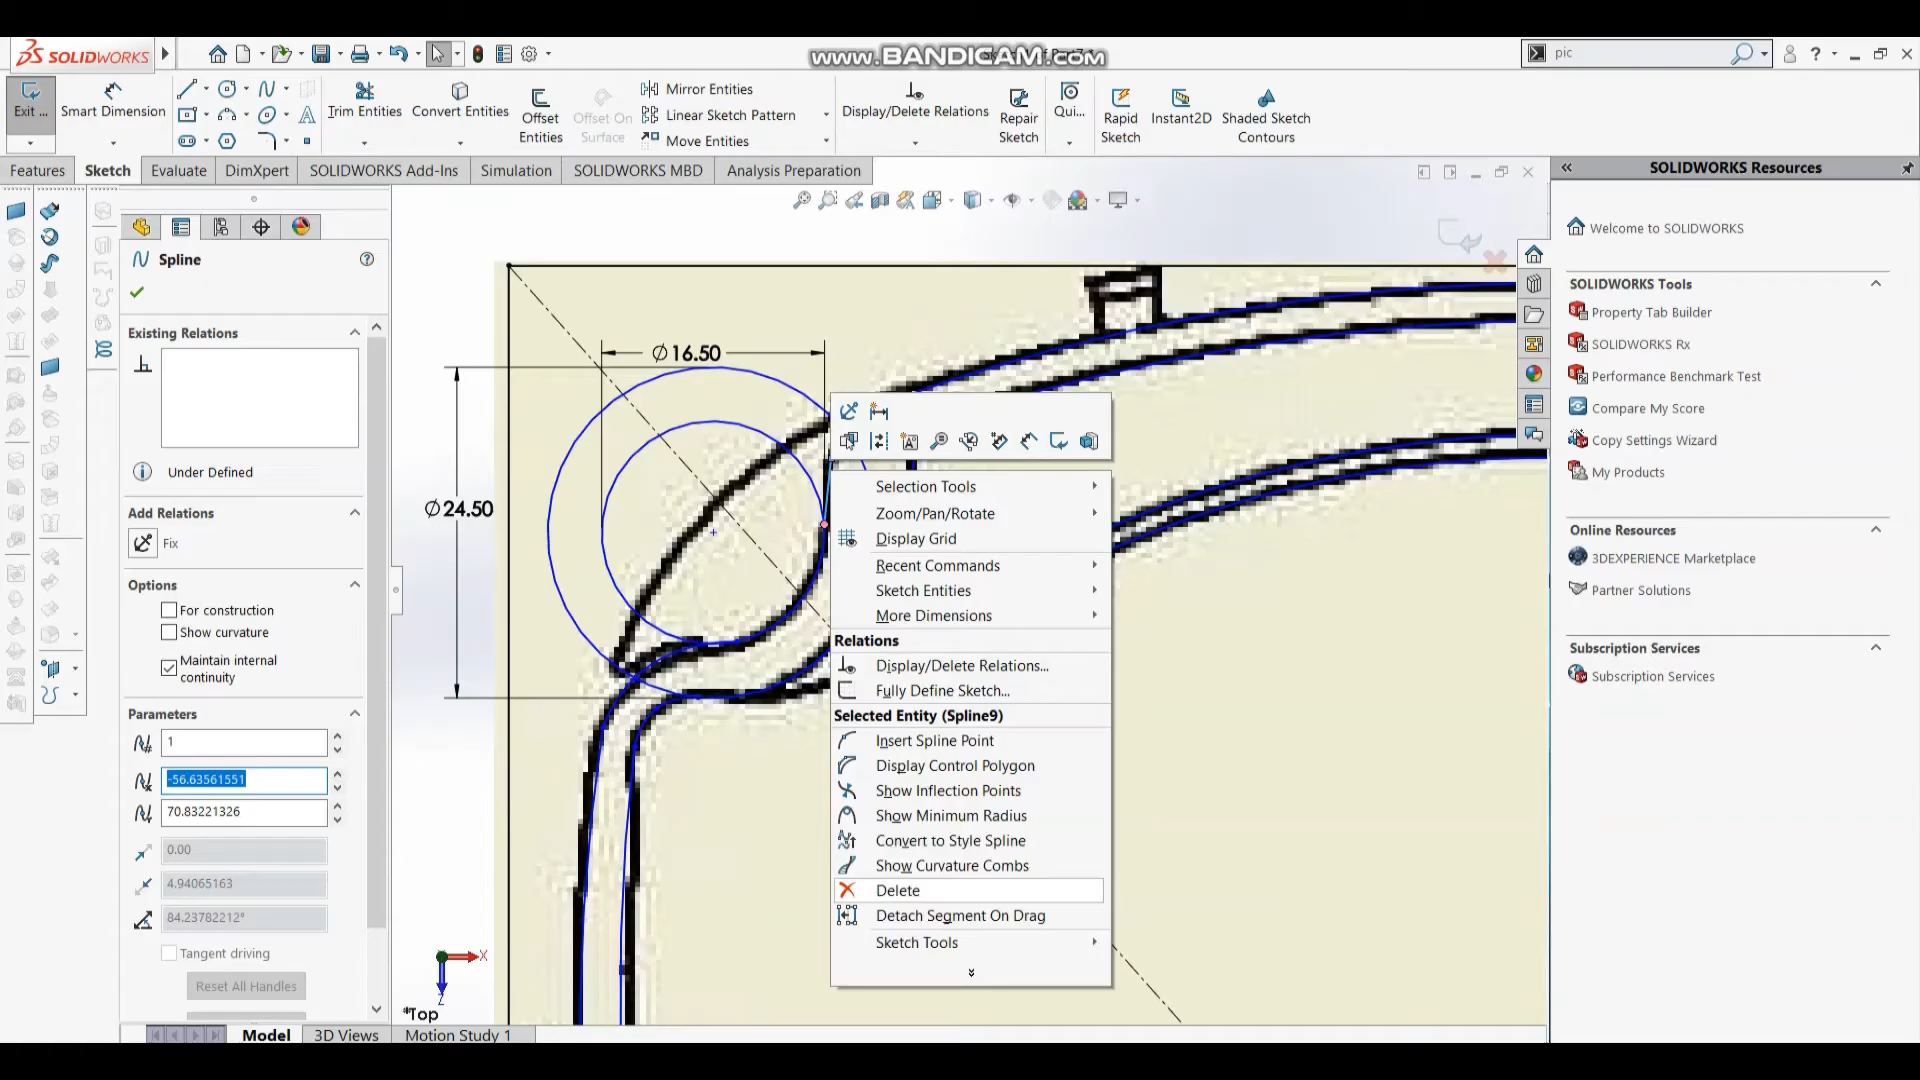 SOLIDWORKS
www.BANDICAM.com
pic
Exit ...
Smart Dimension
Trim Entities
Convert Entities
Offset Entities
Offset On Surface
Mirror Entities
Linear Sketch Pattern
Move Entities
Display/Delete Relations
Repair Sketch
Qui...
Rapid Sketch
Instant2D
Shaded Sketch Contours
Features
Sketch
Evaluate
DimXpert
SOLIDWORKS Add-Ins
Simulation
SOLIDWORKS MBD
Analysis Preparation
Spline
Existing Relations
Under Defined
Add Relations
Fix
Options
For construction
Show curvature
Maintain internal
continuity
Parameters
1
-56.63561551
70.83221326
0.00
4.94065163
84.23782212°
Tangent driving
Reset All Handles
Ø16.50
Ø24.50
X
Z
*Top
Selection Tools
Zoom/Pan/Rotate
Display Grid
Recent Commands
Sketch Entities
More Dimensions
Relations
Display/Delete Relations...
Fully Define Sketch...
Selected Entity (Spline9)
Insert Spline Point
Display Control Polygon
Show Inflection Points
Show Minimum Radius
Convert to Style Spline
Show Curvature Combs
Delete
Detach Segment On Drag
Sketch Tools
SOLIDWORKS Resources
Welcome to SOLIDWORKS
SOLIDWORKS Tools
Property Tab Builder
SOLIDWORKS Rx
Performance Benchmark Test
Compare My Score
Copy Settings Wizard
My Products
Online Resources
3DEXPERIENCE Marketplace
Partner Solutions
Subscription Services
Subscription Services
Model
3D Views
Motion Study 1